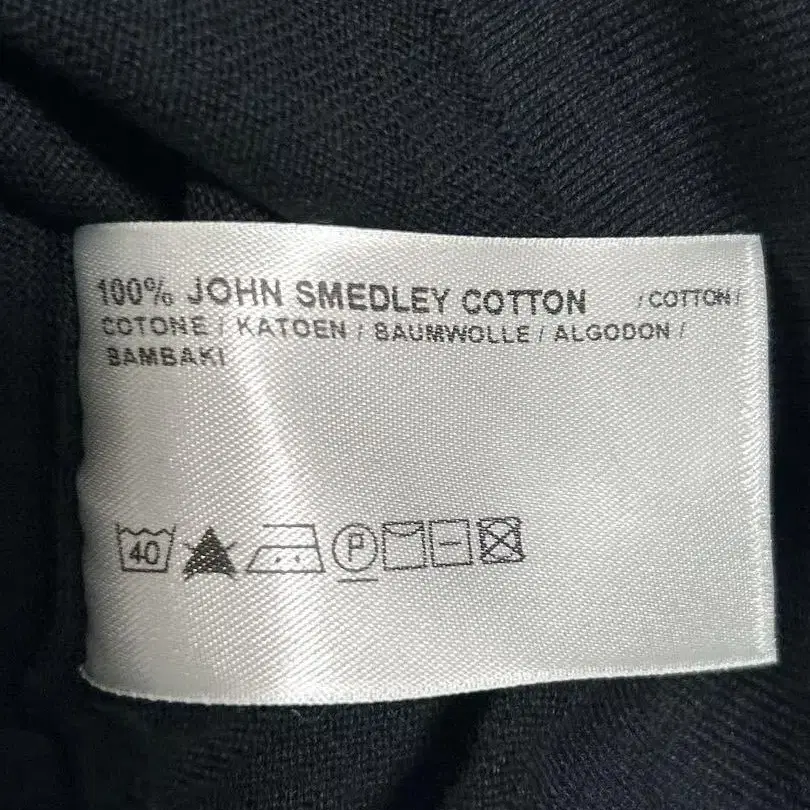 100% JOHN SMEDLEY COTTON / COTTON /
COTONE / KATOEN / BAUMWOLLE / ALGODON /
BAMBAKI
40 P